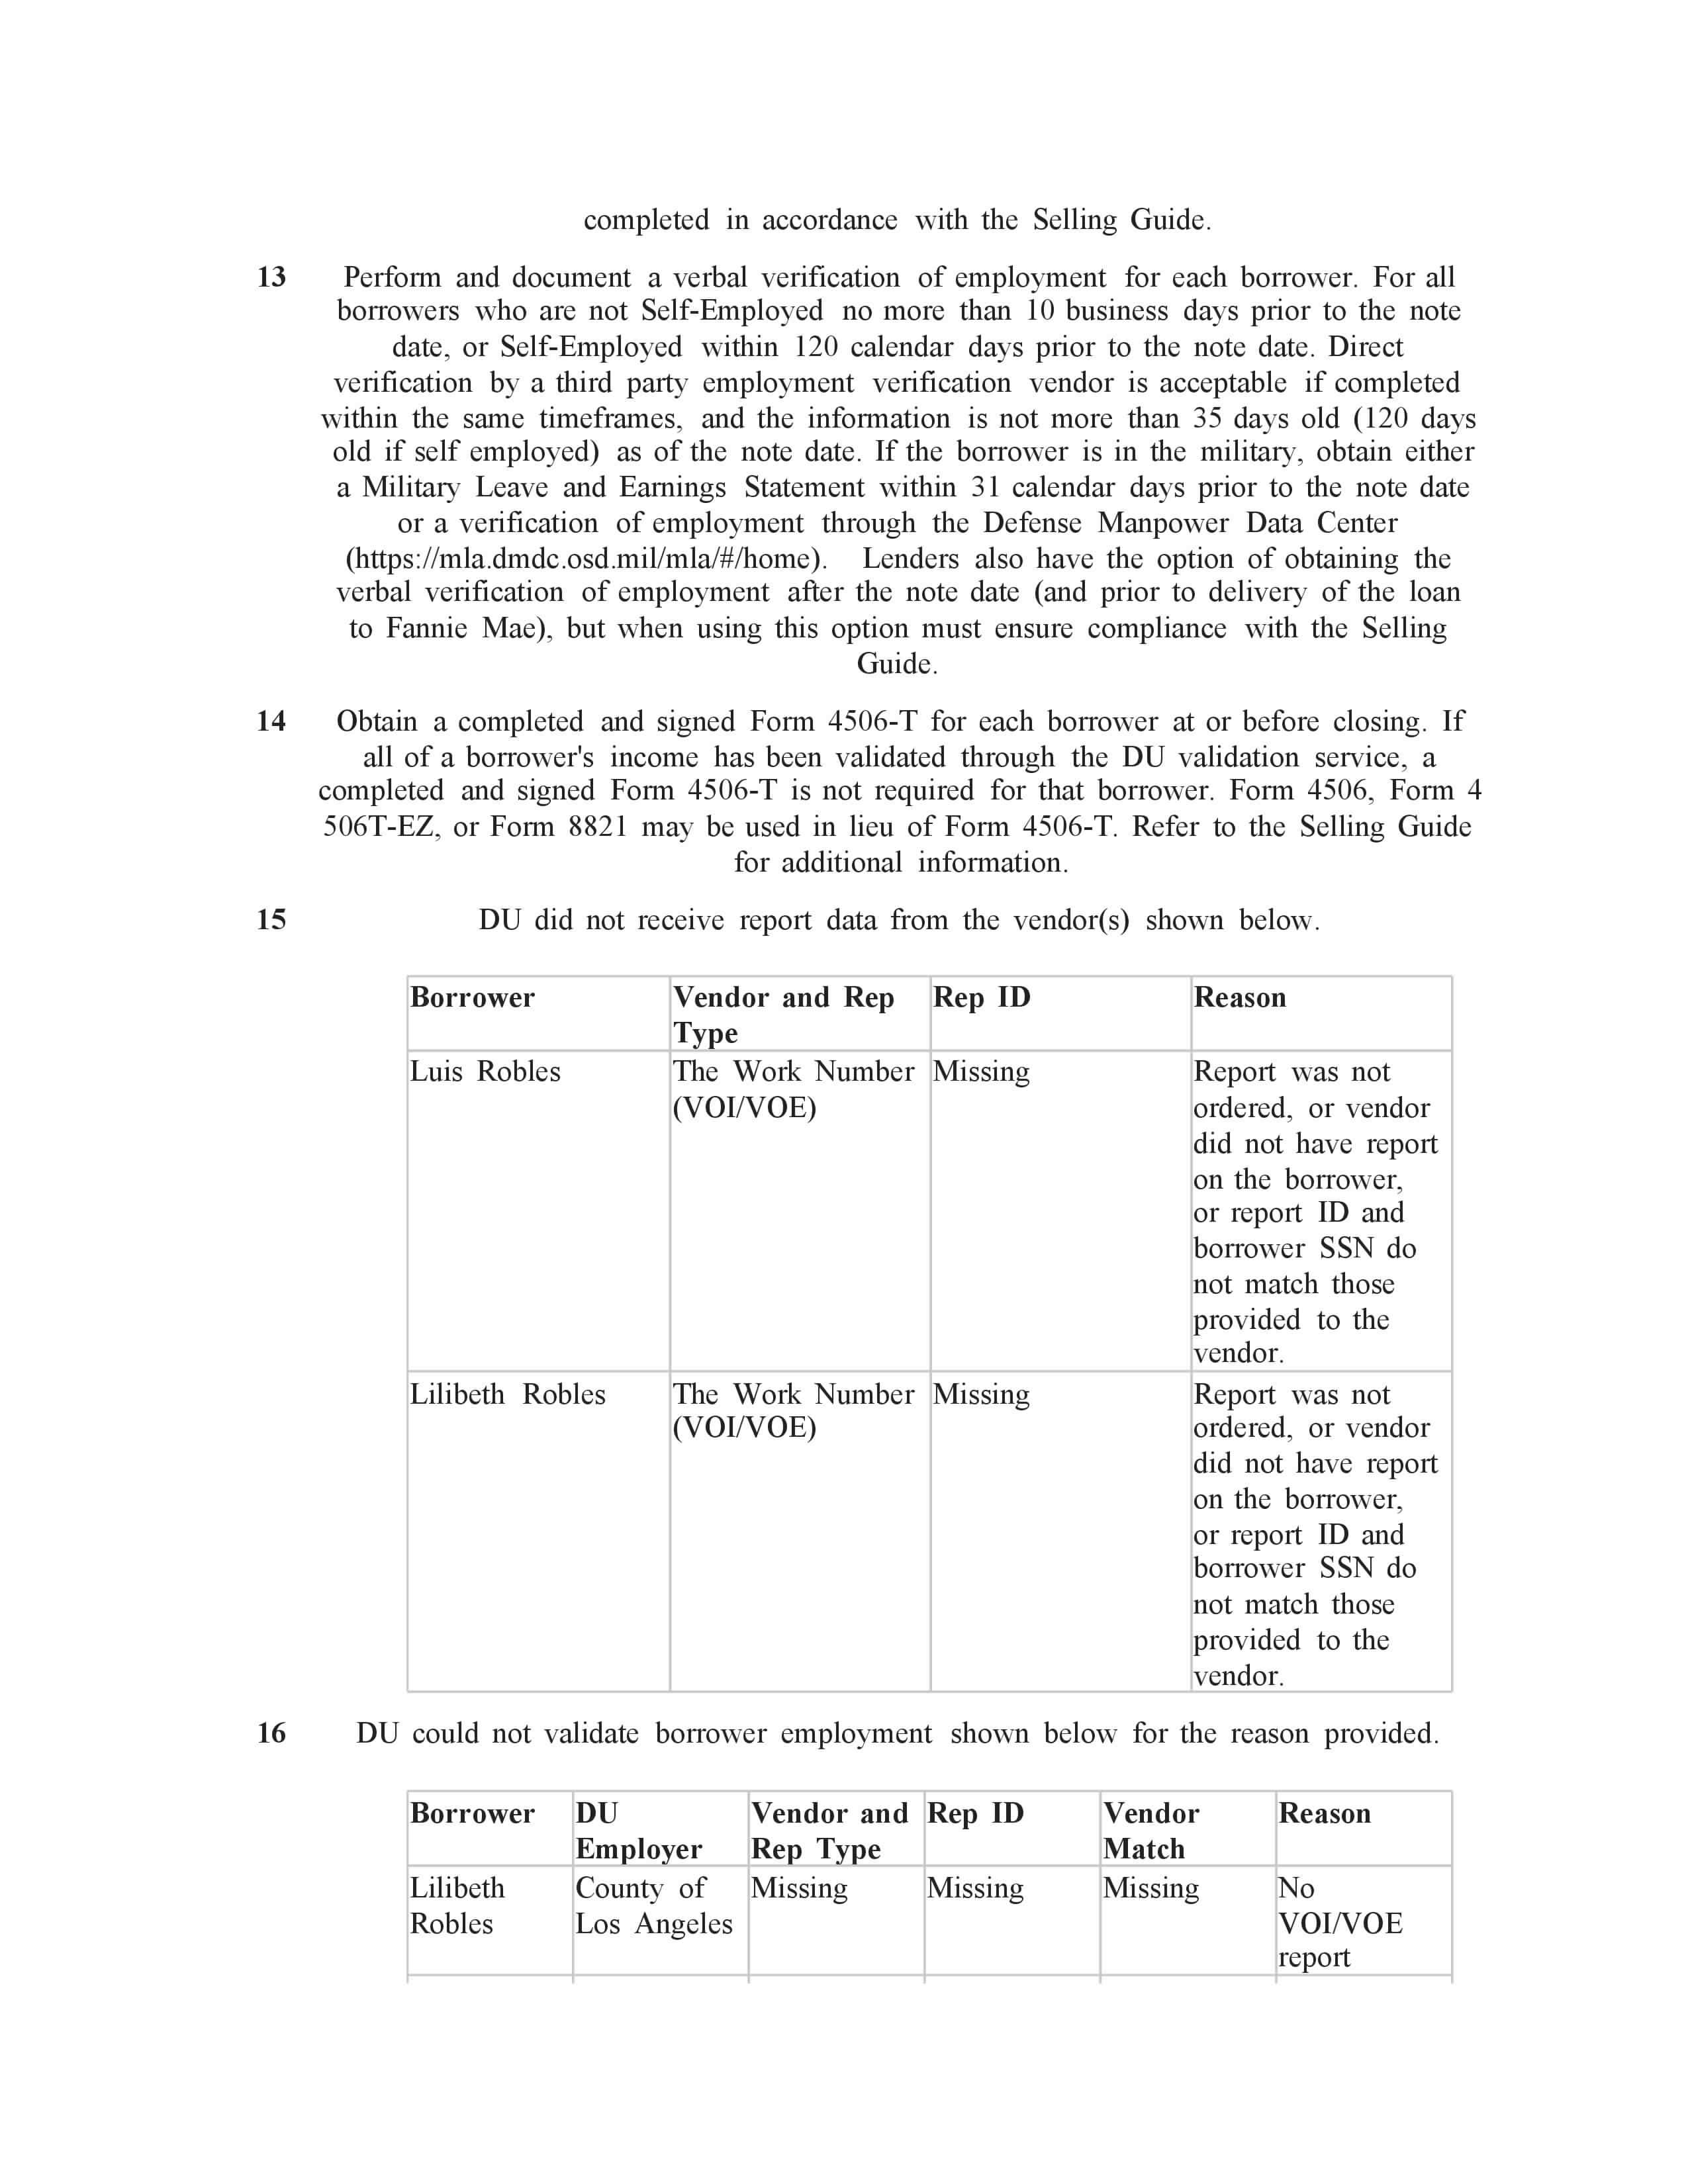 completed in accordance with the Selling Guide.
13 Perform and document a verbal verification of employment for each borrower. For all
borrowers who are not Self-Employed no more than 10 business days prior to the note
date, or Self-Employed within 120 calendar days prior to the note date. Direct
verification by a third party employment verification vendor is acceptable if completed
within the same timeframes, and the information is not more than 35 days old (120 days
old if self employed) as of the note date. If the borrower is in the military, obtain either
a Military Leave and Earnings Statement within 31 calendar days prior to the note date
or a verification of employment through the Defense Manpower Data Center
(https://mla.dmdc.osd.mil/mla/#/home). Lenders also have the option of obtaining the
verbal verification of employment after the note date (and prior to delivery of the loan
to Fannie Mae), but when using this option must ensure compliance with the Selling
Guide.
14 Obtain a completed and signed Form 4506-T for each borrower at or before closing. If
all of a borrower's income has been validated through the DU validation service, a
completed and signed Form 4506-T is not required for that borrower. Form 4506, Form 4
506T-EZ, or Form 8821 may be used in lieu of Form 4506-T. Refer to the Selling Guide
for additional information.
15 DU did not receive report data from the vendor(s) shown below.
Borrower Vendor and Rep Rep ID Reason
Type
Luis Robles The Work Number Missing Report was not
(VOI/VOE) ordered, or vendor
did not have report
on the borrower,
or report ID and
borrower SSN do
not match those
provided to the
vendor.
Lilibeth Robles The Work Number Missing Report was not
(VOI/VOE) ordered, or vendor
did not have report
on the borrower,
or report ID and
borrower SSN do
not match those
provided to the
vendor.
16 DU could not validate borrower employment shown below for the reason provided.
Borrower DU Vendor and Rep ID Vendor Reason
Employer Rep Type Match
Lilibeth County of Missing Missing Missing No
Robles Los Angeles VOI/VOE
report